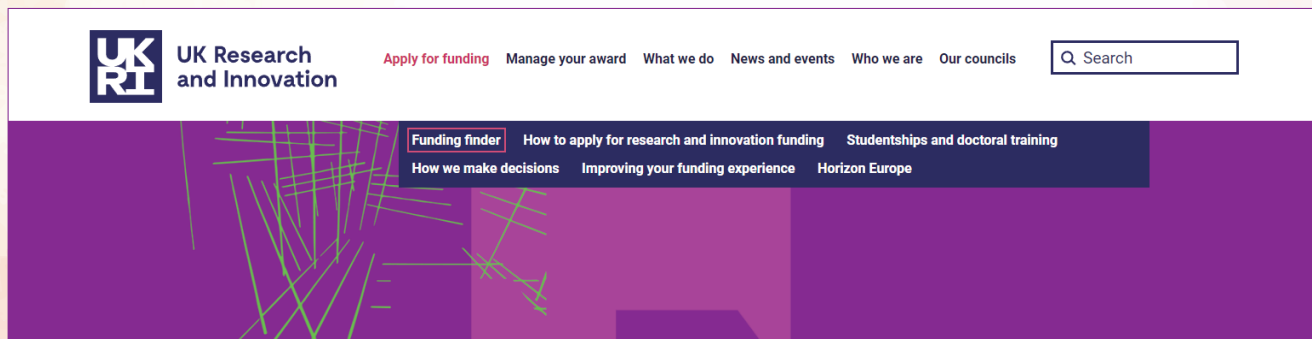 UK
RI
UK Research
and Innovation
Apply for funding Manage your award What we do News and events Who we are Our councils
Search
Funding finder How to apply for research and innovation funding Studentships and doctoral training
How we make decisions Improving your funding experience Horizon Europe